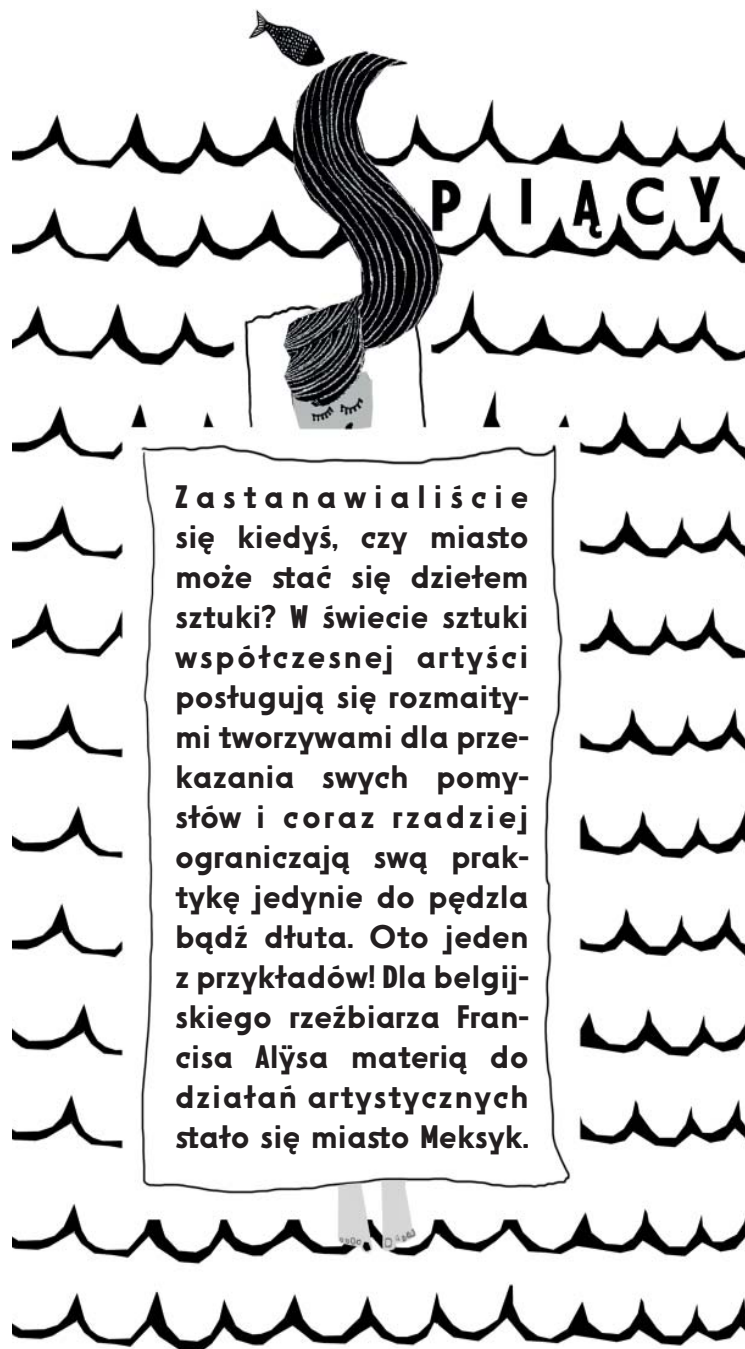 ŚPIĄCY
Zastanawialiście
się kiedyś, czy miasto
może stać się dziełem
sztuki? W świecie sztuki
współczesnej artyści
posługują się rozmaity-
mi tworzywami dla prze-
kazania swych pomy-
słów i coraz rzadziej
ograniczają swą prak-
tykę jedynie do pędzla
bądź dłuta. Oto jeden
z przykładów! Dla belgij-
skiego rzeźbiarza Fran-
cisa Alÿsa materią do
działań artystycznych
stało się miasto Meksyk.